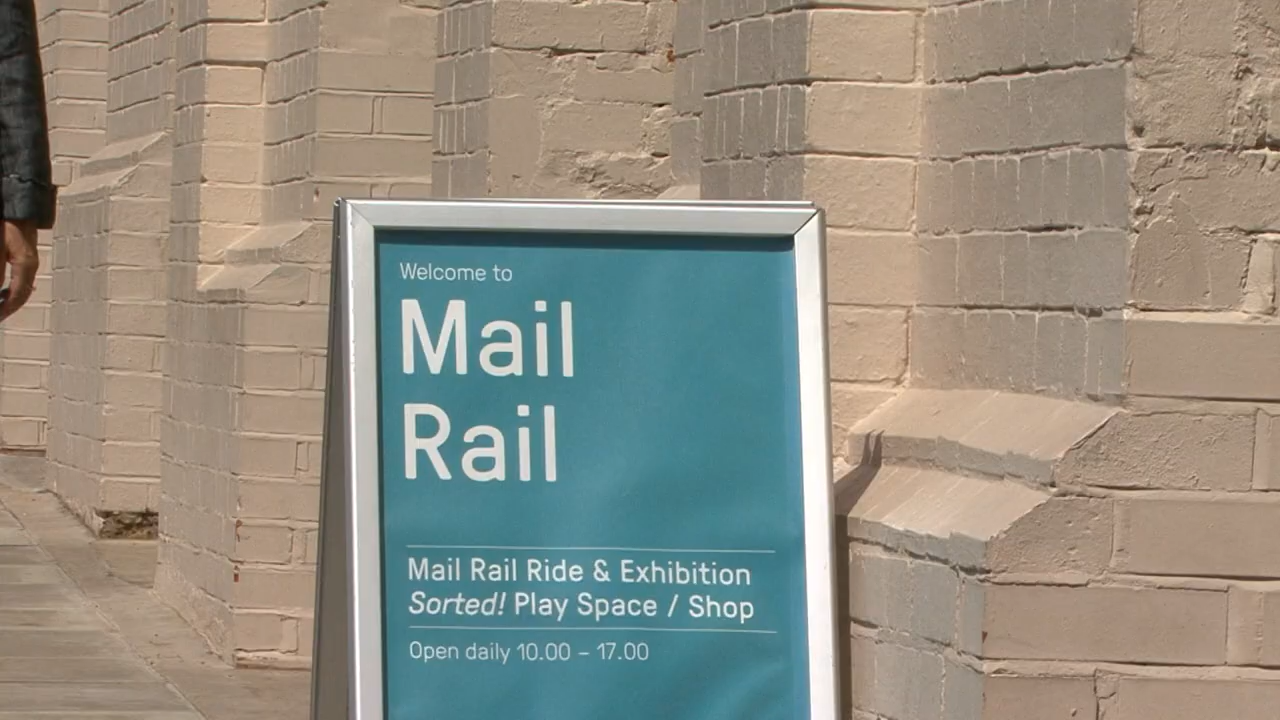 Welcome to
Mail
Rail
Mail Rail Ride & Exhibition
Sorted! Play Space / Shop
Open daily 10.00 – 17.00